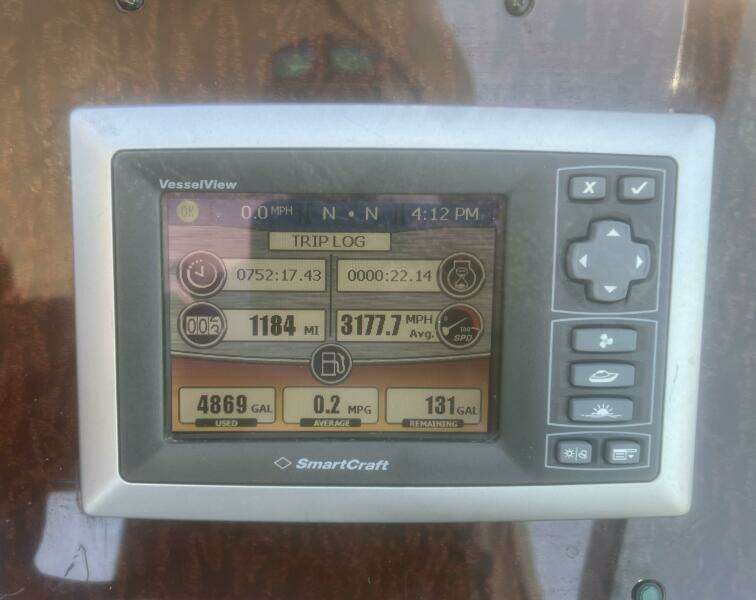 VesselView
OK 0.0 MPH N • N 4:12 PM
TRIP LOG
0752:17.43 0000:22.14
1184 MI 3177.7 MPH Avg. SPD
4869 GAL 0.2 MPG 131 GAL
USED AVERAGE REMAINING
SmartCraft
X